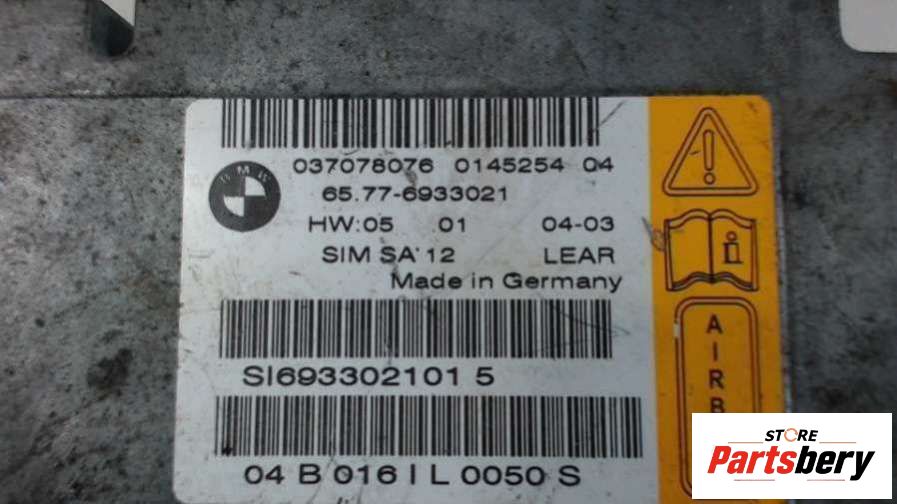 037078076 0145254 04
BMW
65.77-6933021
HW:05 01 04-03
SIM SA 12 LEAR
Made in Germany
SI693302101 5
04 B 016 I L 0050 S
i
A
I
R
B
STORE
Partsbery